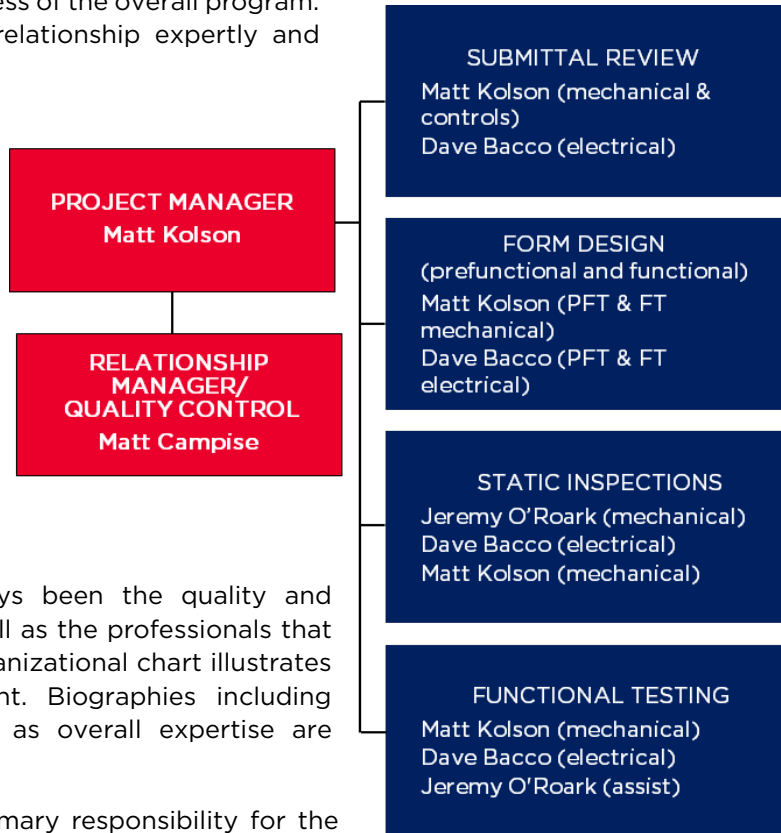 ess of the overall program.
relationship expertly and
PROJECT MANAGER
Matt Kolson
RELATIONSHIP
MANAGER/
QUALITY CONTROL
Matt Campise
SUBMITTAL REVIEW
Matt Kolson (mechanical &
controls)
Dave Bacco (electrical)
FORM DESIGN
(prefunctional and functional)
Matt Kolson (PFT & FT
mechanical)
Dave Bacco (PFT & FT
electrical)
STATIC INSPECTIONS
Jeremy O’Roark (mechanical)
Dave Bacco (electrical)
Matt Kolson (mechanical)
FUNCTIONAL TESTING
Matt Kolson (mechanical)
Dave Bacco (electrical)
Jeremy O'Roark (assist)
ys been the quality and
ll as the professionals that
anizational chart illustrates
nt. Biographies including
as overall expertise are
mary responsibility for the